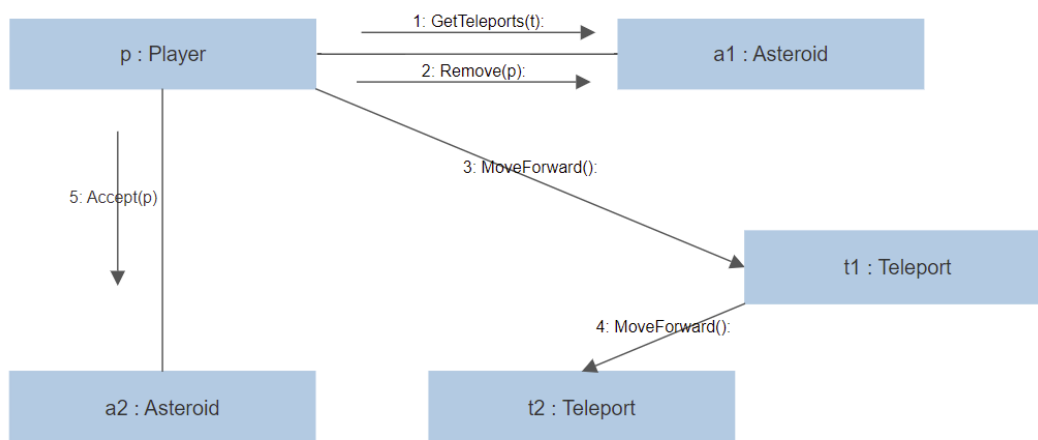 1: GetTeleports(t):
p : Player
a1 : Asteroid
2: Remove(p):
3: MoveForward():
5: Accept(p)
t1 : Teleport
4: MoveForward():
a2 : Asteroid
t2 : Teleport